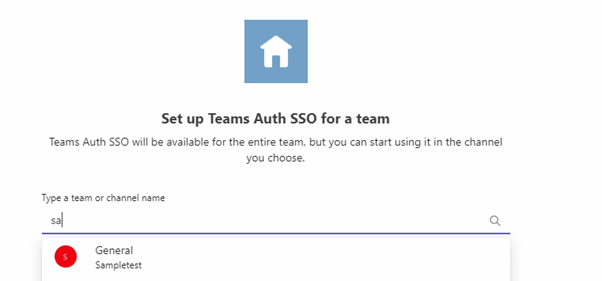 Set up Teams Auth SSO for a team
Teams Auth SSO will be available for the entire team, but you can start using it in the channel
you choose.
Type a team or channel name
sa
General
S
Sampletest